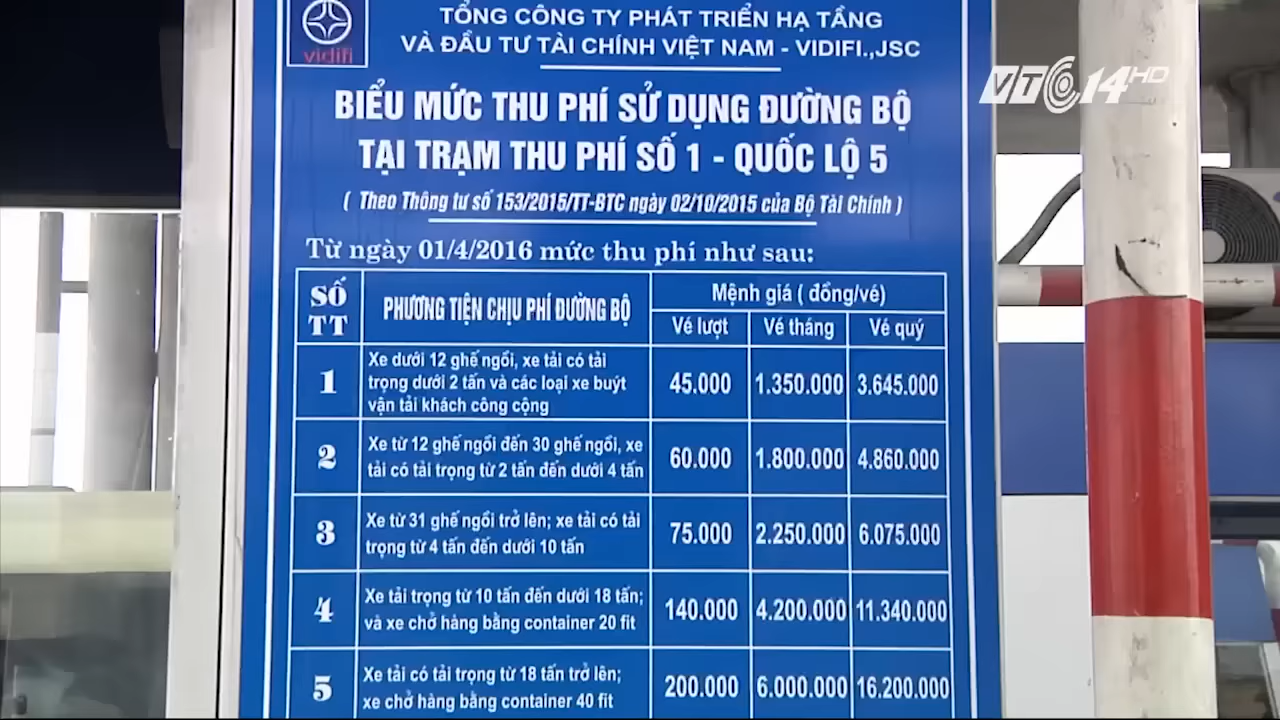 vidifi
TỔNG CÔNG TY PHÁT TRIỂN HẠ TẦNG
VÀ ĐẦU TƯ TÀI CHÍNH VIỆT NAM - VIDIFI.,JSC
VTC14HD
BIỂU MỨC THU PHÍ SỬ DỤNG ĐƯỜNG BỘ
TẠI TRẠM THU PHÍ SỐ 1 - QUỐC LỘ 5
( Theo Thông tư số 153/2015/TT-BTC ngày 02/10/2015 của Bộ Tài Chính )
Từ ngày 01/4/2016 mức thu phí như sau:
SỐ TT
PHƯƠNG TIỆN CHỊU PHÍ ĐƯỜNG BỘ
Mệnh giá ( đồng/vé)
Vé lượt Vé tháng Vé quý
1
Xe dưới 12 ghế ngồi, xe tải có tải
trọng dưới 2 tấn và các loại xe buýt
vận tải khách công cộng
45.000 1.350.000 3.645.000
2
Xe từ 12 ghế ngồi đến 30 ghế ngồi, xe
tải có tải trọng từ 2 tấn đến dưới 4 tấn
60.000 1.800.000 4.860.000
3
Xe từ 31 ghế ngồi trở lên; xe tải có tải
trọng từ 4 tấn đến dưới 10 tấn
75.000 2.250.000 6.075.000
4
Xe tải trọng từ 10 tấn đến dưới 18 tấn;
và xe chở hàng bằng container 20 fit
140.000 4.200.000 11.340.000
5
Xe tải có tải trọng từ 18 tấn trở lên;
xe chở hàng bằng container 40 fit
200.000 6.000.000 16.200.000